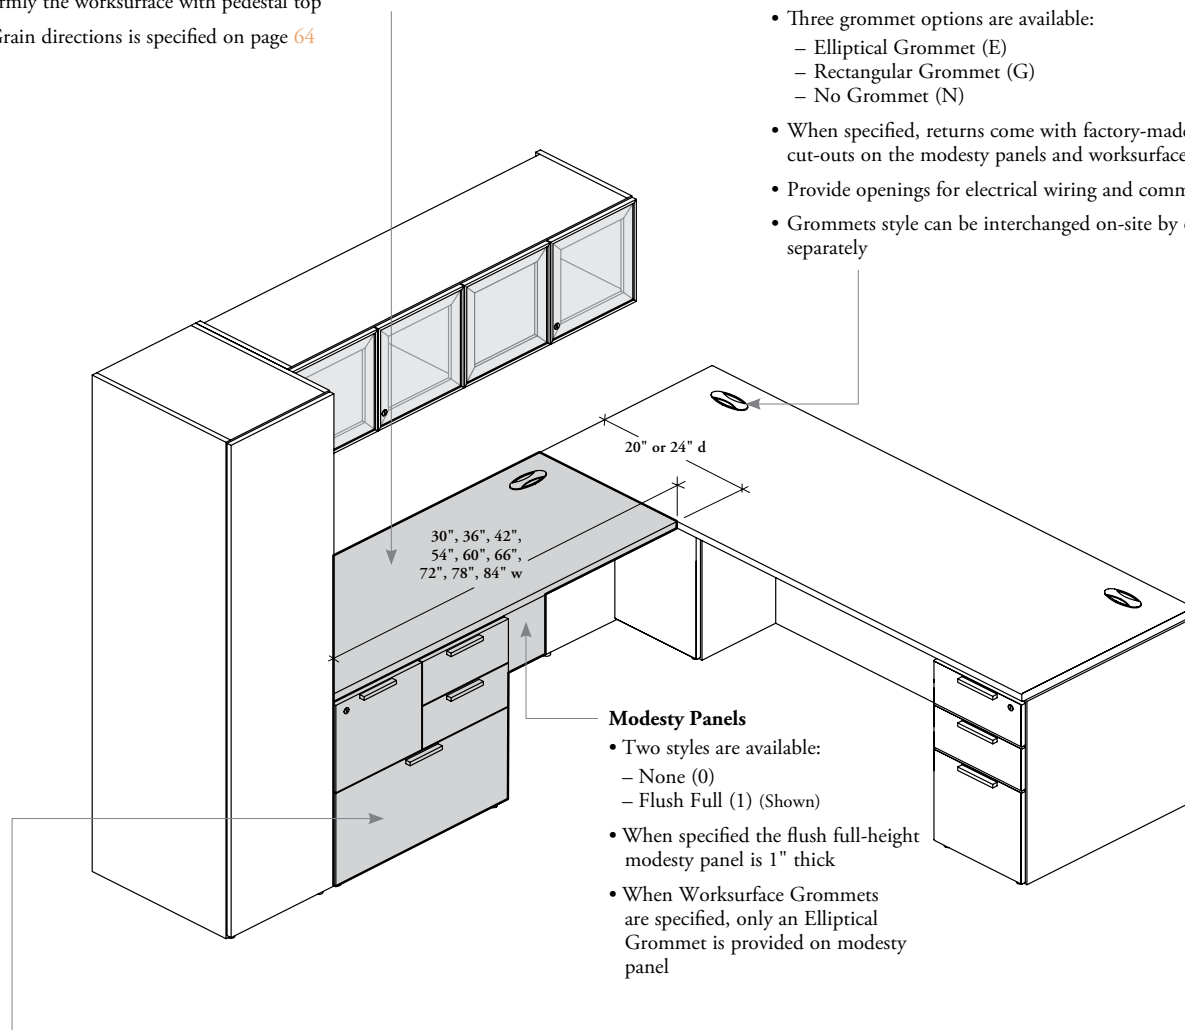 the worksurface with pedestal top
Grain directions is specified on page 64
• Three grommet options are available:
– Elliptical Grommet (E)
– Rectangular Grommet (G)
– No Grommet (N)
• When specified, returns come with factory-made
cut-outs on the modesty panels and worksurface
• Provide openings for electrical wiring and
• Grommets style can be interchanged on-site by
separately
20" or 24" d
30", 36", 42",
54", 60", 66",
72", 78", 84" w
Modesty Panels
• Two styles are available:
– None (0)
– Flush Full (1) (Shown)
• When specified the flush full-height
modesty panel is 1" thick
• When Worksurface Grommets
are specified, only an Elliptical
Grommet is provided on modesty
panel